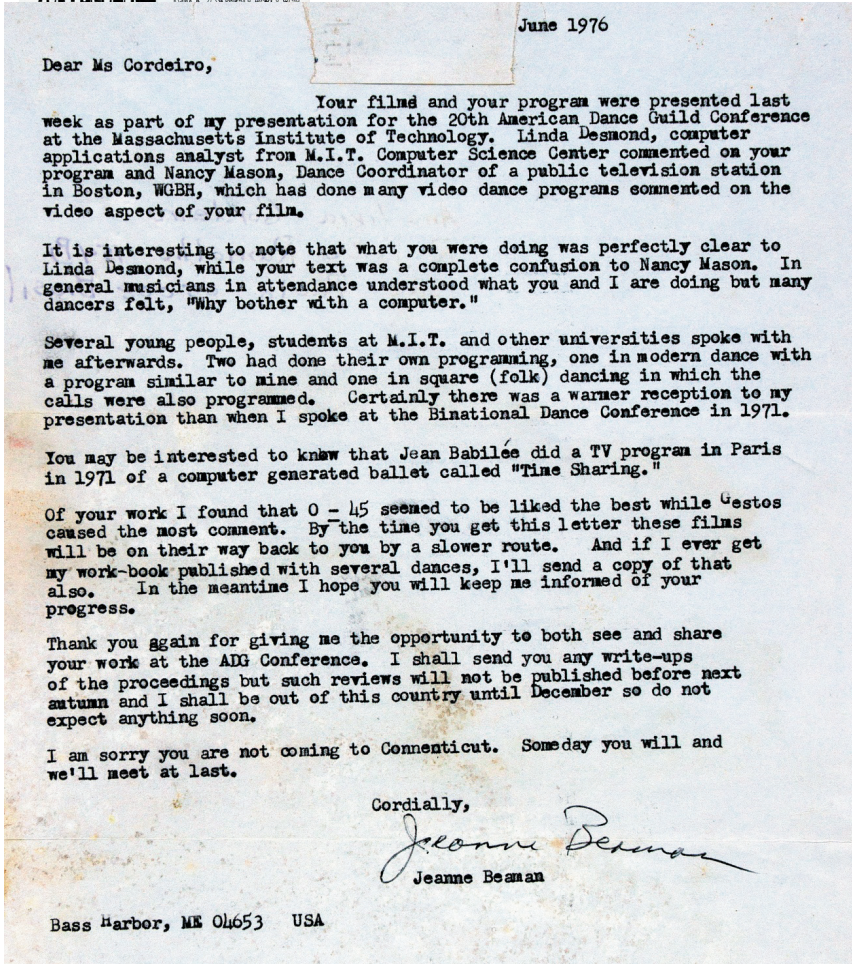 June 1976
Dear Ms Cordeiro,
Your films and your program were presented last
week as part of my presentation for the 20th American Dance Guild Conference
at the Massachusetts Institute of Technology. Linda Desmond, computer
applications analyst from M.I.T. Computer Science Center commented on your
program and Nancy Mason, Dance Coordinator of a public television station
in Boston, WGBH, which has done many video dance programs commented on the
video aspect of your film.
It is interesting to note that what you were doing was perfectly clear to
Linda Desmond, while your text was a complete confusion to Nancy Mason. In
general musicians in attendance understood what you and I are doing but many
dancers felt, "Why bother with a computer."
Several young people, students at M.I.T. and other universities spoke with
me afterwards. Two had done their own programming, one in modern dance with
a program similar to mine and one in square (folk) dancing in which the
calls were also programmed. Certainly there was a warmer reception to my
presentation than when I spoke at the Binational Dance Conference in 1971.
You may be interested to know that Jean Babilée did a TV program in Paris
in 1971 of a computer generated ballet called "Time Sharing."
Of your work I found that 0 - 45 seemed to be liked the best while Gestos
caused the most comment. By the time you get this letter these films
will be on their way back to you by a slower route. And if I ever get
my work-book published with several dances, I'll send a copy of that
also. In the meantime I hope you will keep me informed of your
progress.
Thank you again for giving me the opportunity to both see and share
your work at the ADG Conference. I shall send you any write-ups
of the proceedings but such reviews will not be published before next
autumn and I shall be out of this country until December so do not
expect anything soon.
I am sorry you are not coming to Connecticut. Someday you will and
we'll meet at last.
Cordially,
Jeanne Beaman
Jeanne Beaman
Bass Harbor, ME 04653 USA